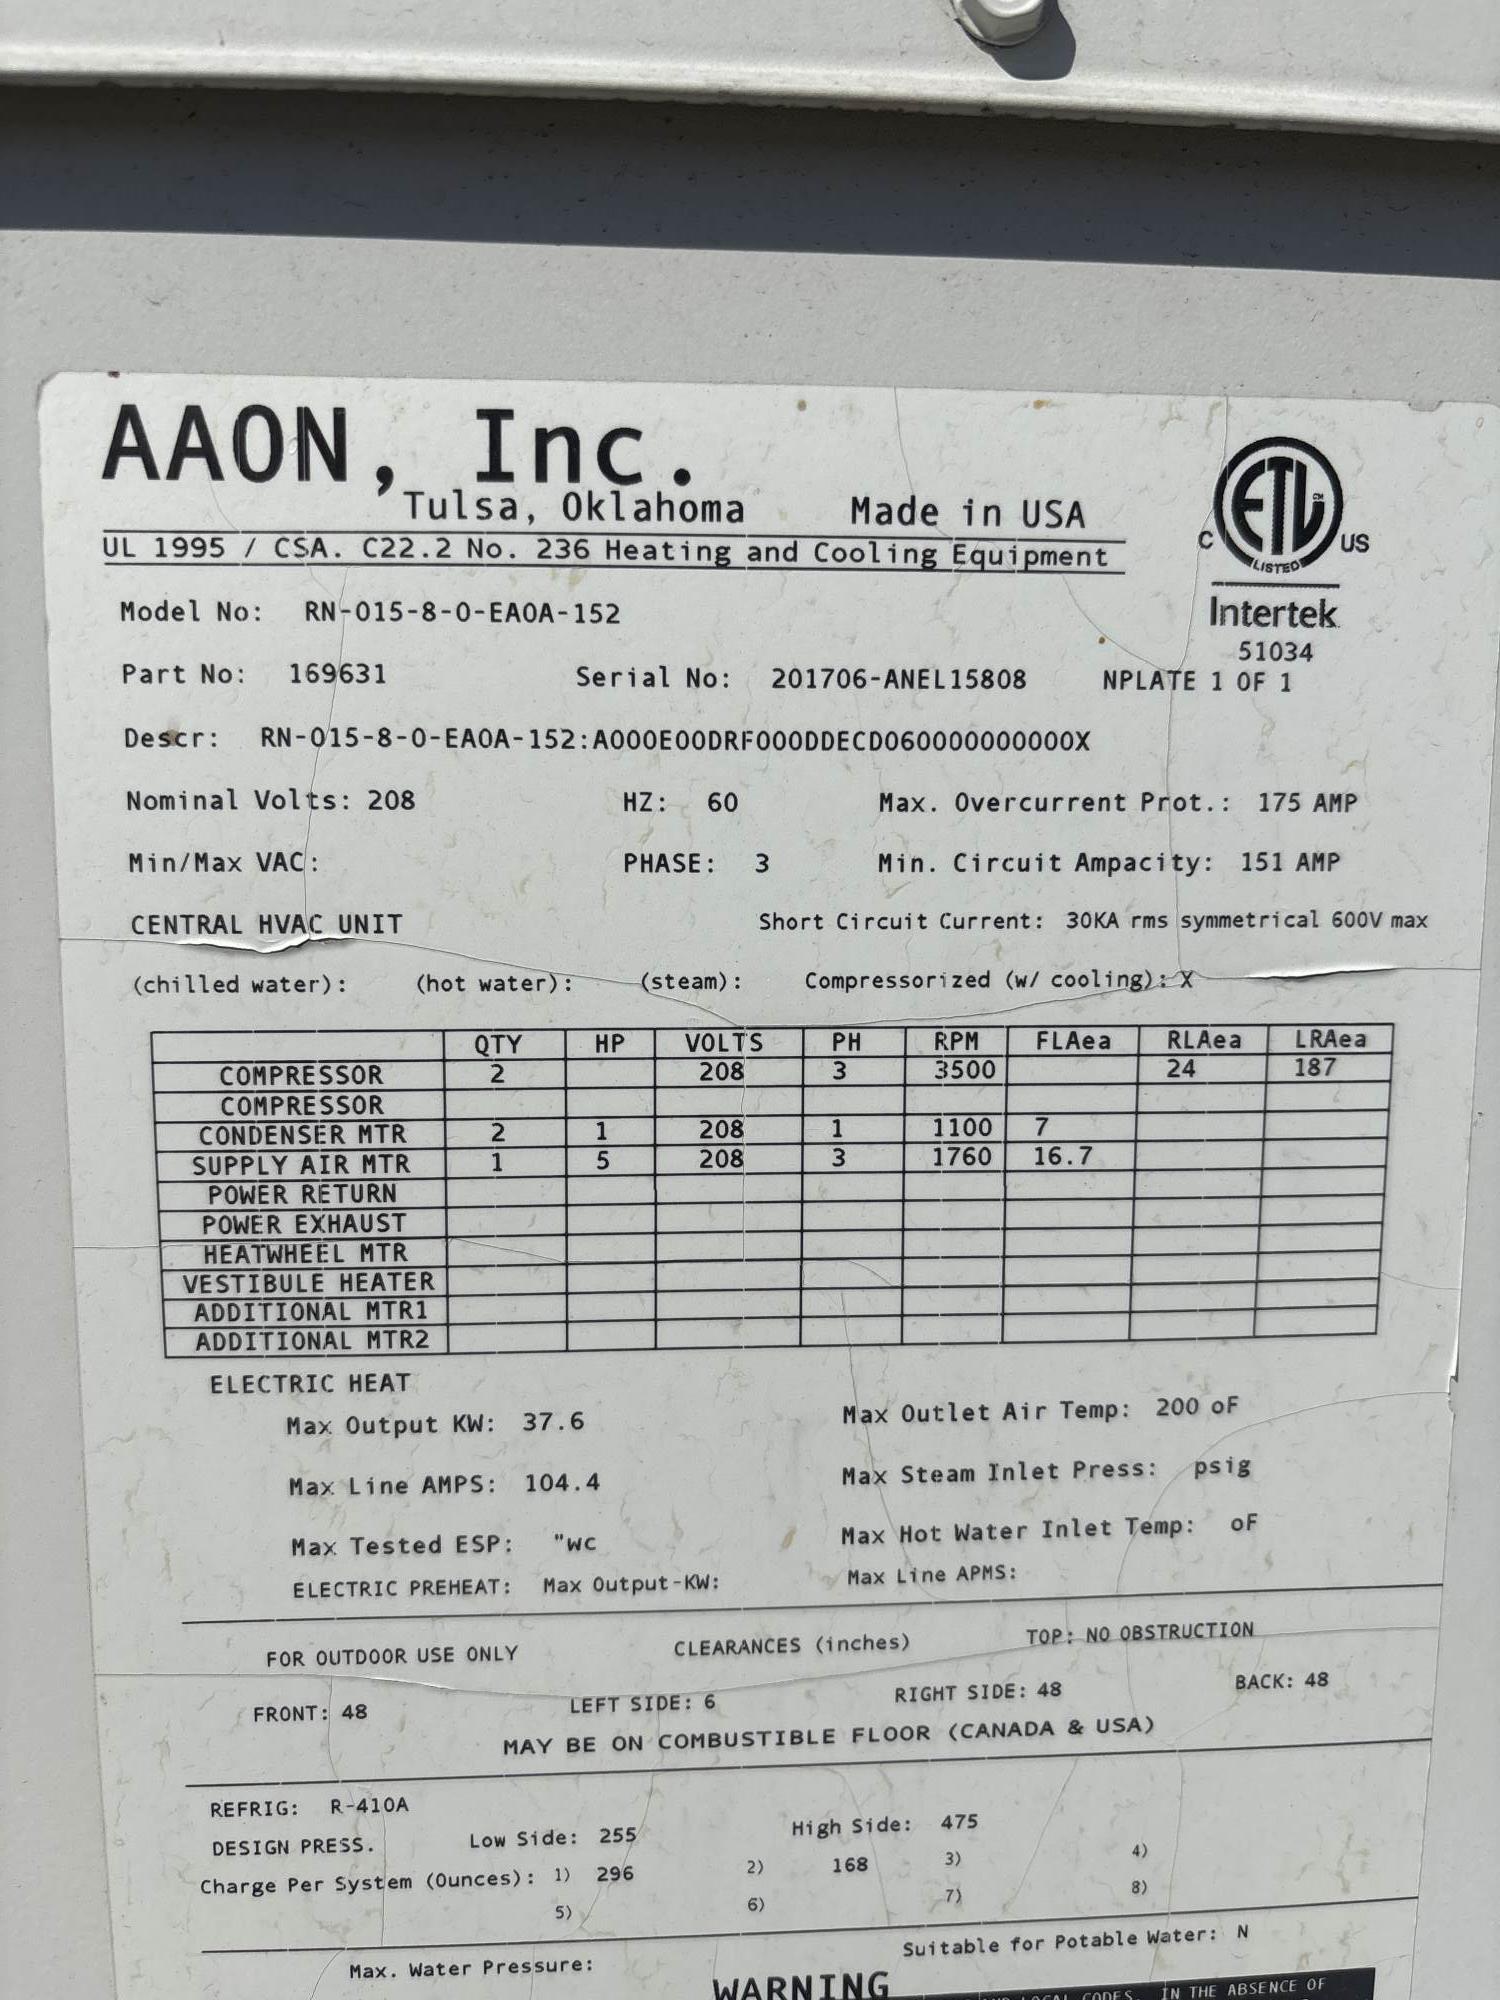 AAON, Inc.
Tulsa, Oklahoma Made in USA
UL 1995 / CSA. C22.2 No. 236 Heating and Cooling Equipment
C ETL CM US
LISTED
Intertek
51034
Model No: RN-015-8-0-EA0A-152
Part No: 169631 Serial No: 201706-ANEL15808 NPLATE 1 OF 1
Descr: RN-015-8-0-EA0A-152:A000E00DRF000DDECD060000000000X
Nominal Volts: 208 HZ: 60 Max. Overcurrent Prot.: 175 AMP
Min/Max VAC: PHASE: 3 Min. Circuit Ampacity: 151 AMP
CENTRAL HVAC UNIT Short Circuit Current: 30KA rms symmetrical 600V max
(chilled water): (hot water): (steam): Compressorized (w/ cooling): X
QTY HP VOLTS PH RPM FLAea RLAea LRAea
COMPRESSOR 2 208 3 3500 24 187
COMPRESSOR
CONDENSER MTR 2 1 208 1 1100 7
SUPPLY AIR MTR 1 5 208 3 1760 16.7
POWER RETURN
POWER EXHAUST
HEATWHEEL MTR
VESTIBULE HEATER
ADDITIONAL MTR1
ADDITIONAL MTR2
ELECTRIC HEAT
Max Output KW: 37.6 Max Outlet Air Temp: 200 oF
Max Line AMPS: 104.4 Max Steam Inlet Press: psig
Max Tested ESP: "wc Max Hot Water Inlet Temp: oF
ELECTRIC PREHEAT: Max Output-KW: Max Line APMS:
FOR OUTDOOR USE ONLY CLEARANCES (inches) TOP: NO OBSTRUCTION
FRONT: 48 LEFT SIDE: 6 RIGHT SIDE: 48 BACK: 48
MAY BE ON COMBUSTIBLE FLOOR (CANADA & USA)
REFRIG: R-410A
DESIGN PRESS. Low Side: 255 High Side: 475
Charge Per System (Ounces): 1) 296 2) 168 3) 4)
5) 6) 7) 8)
Max. Water Pressure: Suitable for Potable Water: N
WARNING
LOCAL CODES, IN THE ABSENCE OF